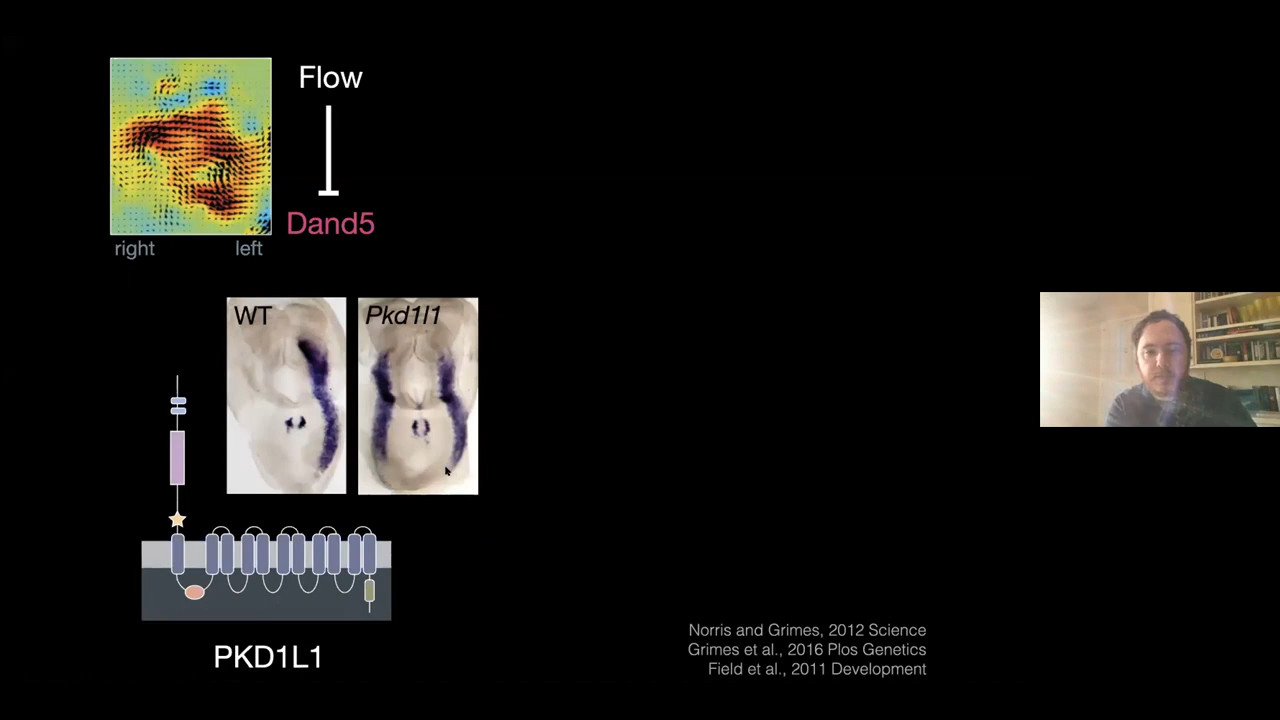 Flow
Dand5
right left
WT
Pkd1l1
PKD1L1
Norris and Grimes, 2012 Science
Grimes et al., 2016 Plos Genetics
Field et al., 2011 Development